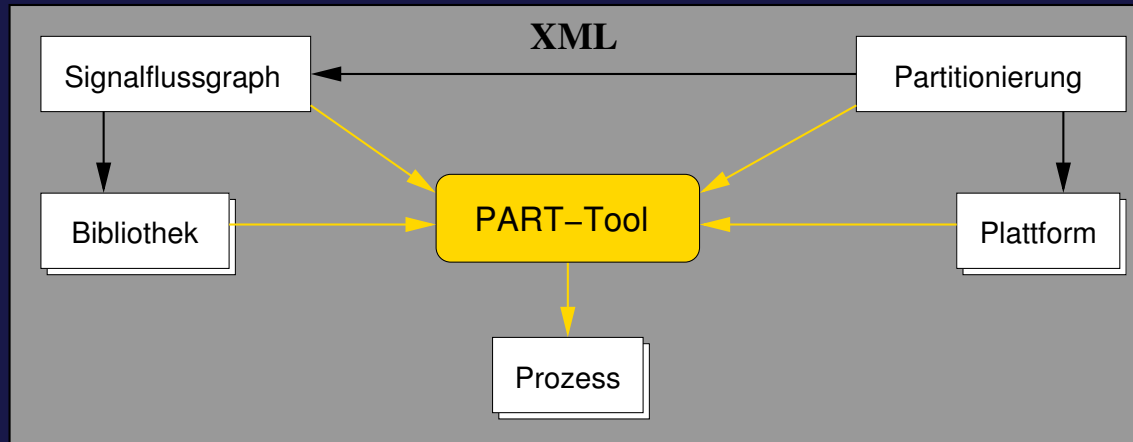 XML
Signalflussgraph
Partitionierung
Bibliothek
PART−Tool
Plattform
Prozess